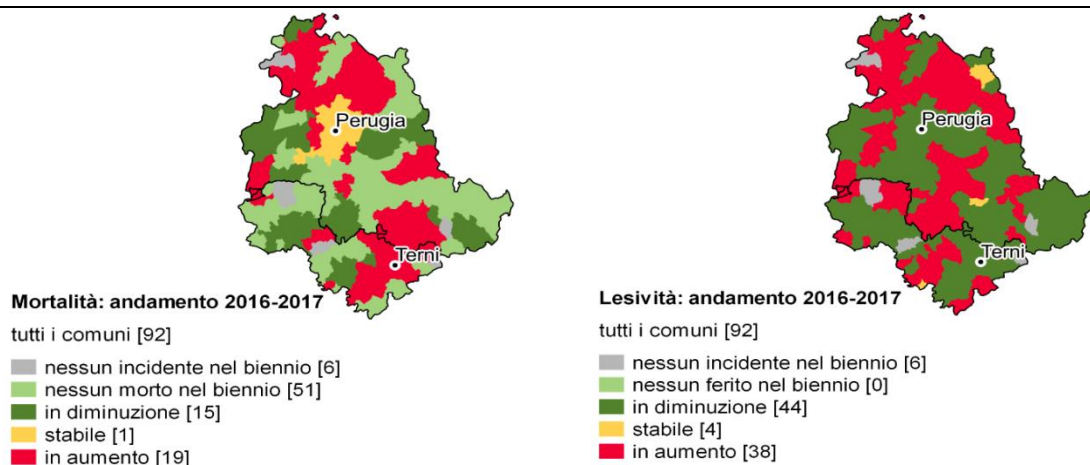 Perugia
Terni
Mortalità: andamento 2016-2017
tutti i comuni [92]
nessun incidente nel biennio [6]
nessun morto nel biennio [51]
in diminuzione [15]
stabile [1]
in aumento [19]
Perugia
Terni
Lesività: andamento 2016-2017
tutti i comuni [92]
nessun incidente nel biennio [6]
nessun ferito nel biennio [0]
in diminuzione [44]
stabile [4]
in aumento [38]